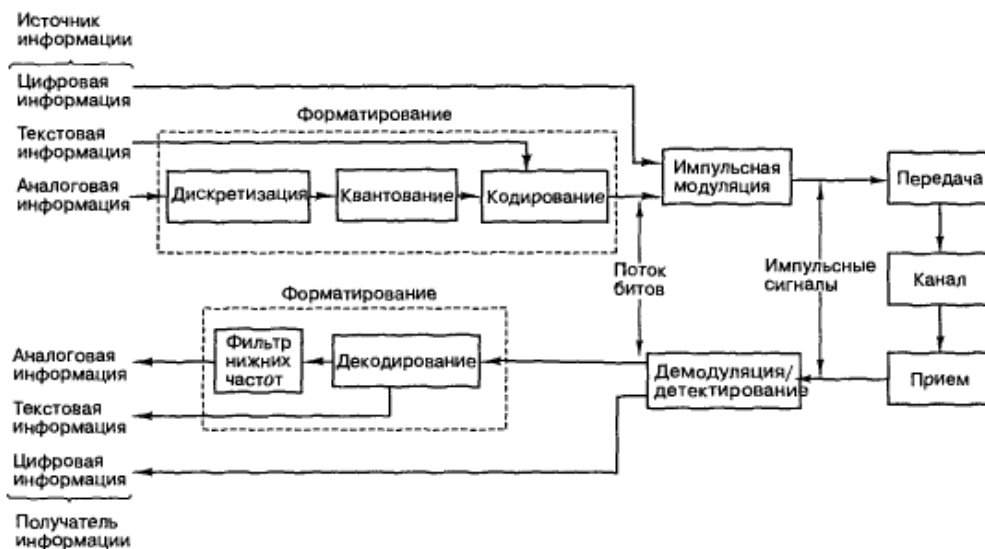 Источник
информации
Цифровая
информация
Текстовая
информация
Аналоговая
информация
Форматирование
Дискретизация
Квантование
Кодирование
Импульсная
модуляция
Передача
Поток
битов
Импульсные
сигналы
Канал
Форматирование
Аналоговая
информация
Фильтр
нижних
частот
Декодирование
Демодуляция/
детектирование
Прием
Текстовая
информация
Цифровая
информация
Получатель
информации